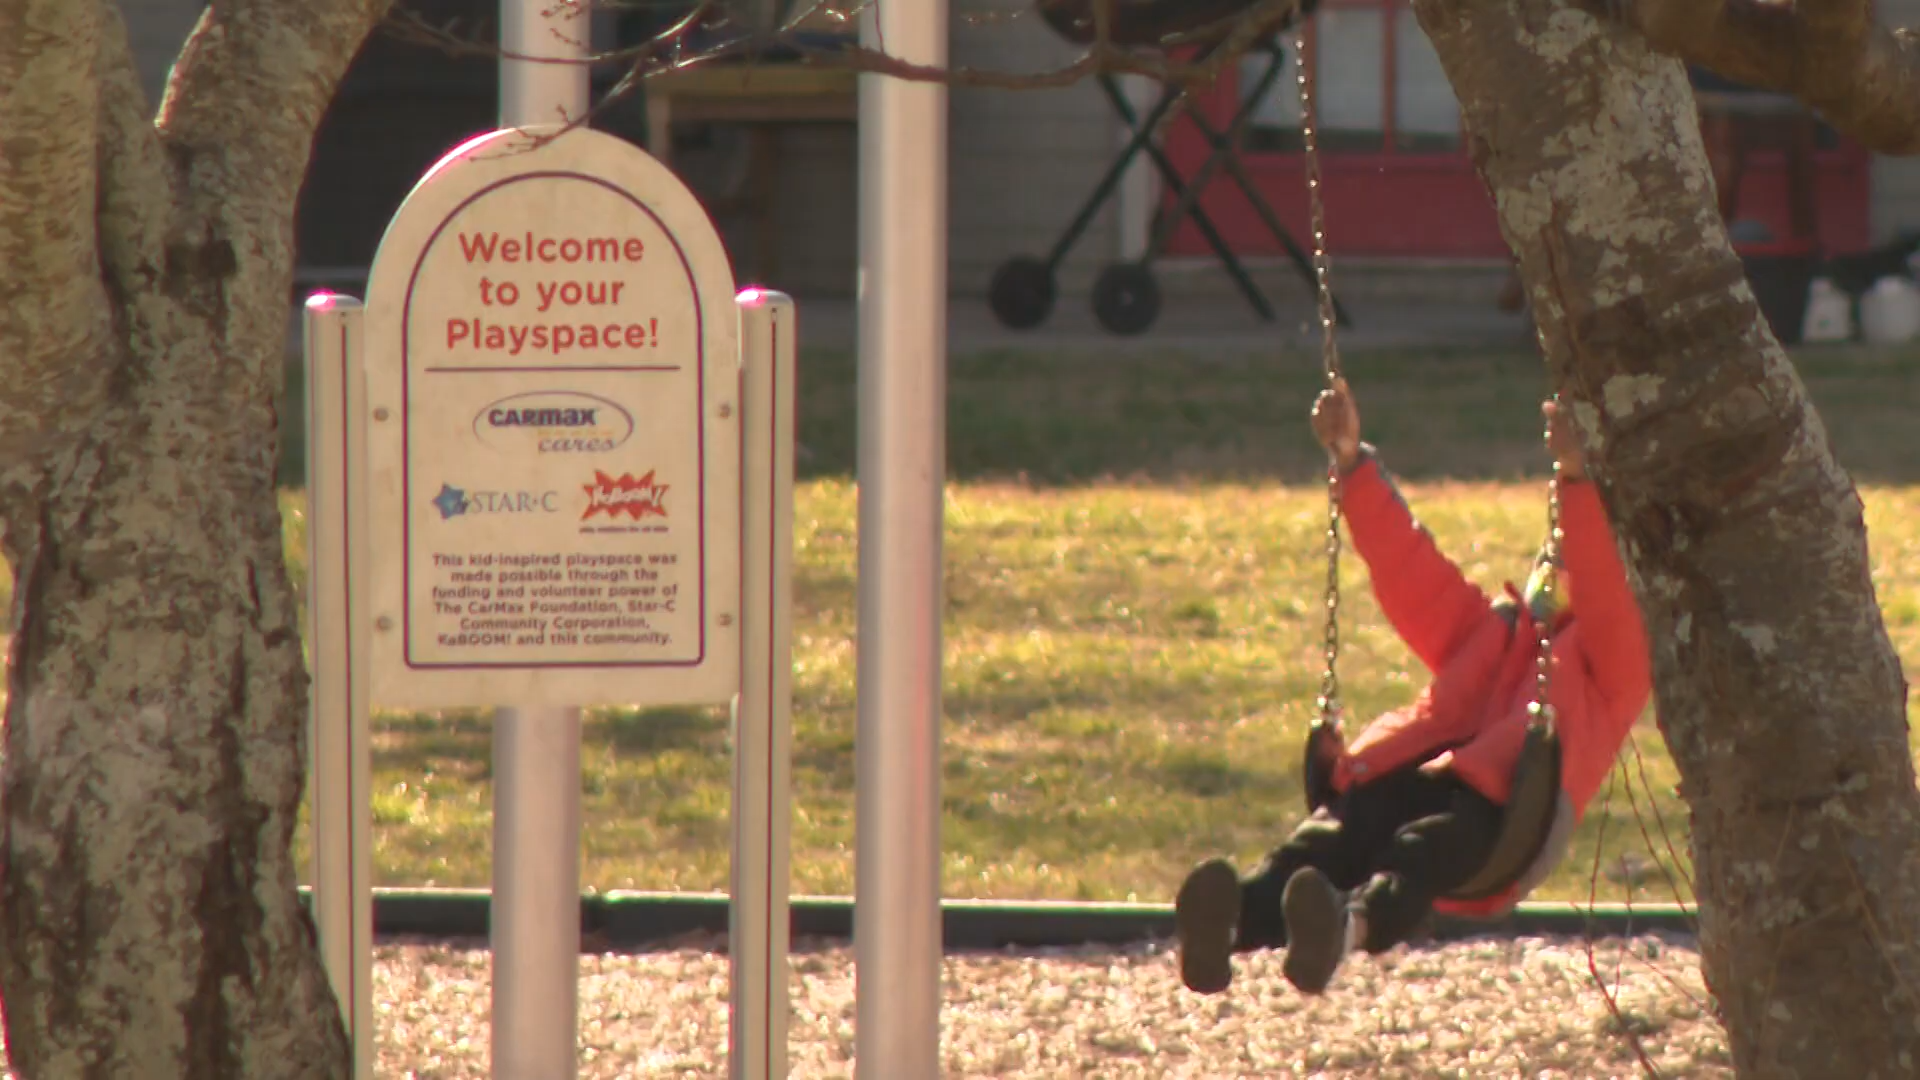 Welcome
to your
Playspace!
CARMAX
cares
STAR-C
KaBOOM!
This kid-inspired playspace was
made possible through the
funding and volunteer power of
The CarMax Foundation, Star-C
Community Corporation,
KaBOOM! and this community.